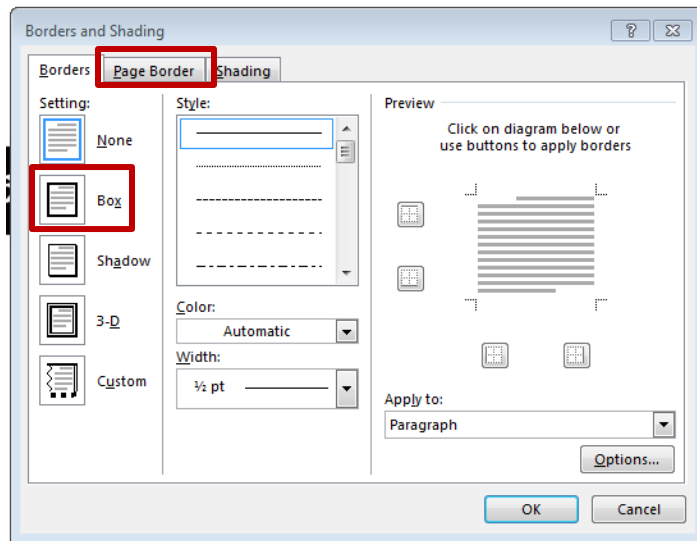 Borders and Shading
Borders Page Border Shading
Setting:
None
Box
Shadow
3-D
Custom
Style:
Color:
Automatic
Width:
½ pt
Preview
Click on diagram below or
use buttons to apply borders
Apply to:
Paragraph
Options...
OK Cancel